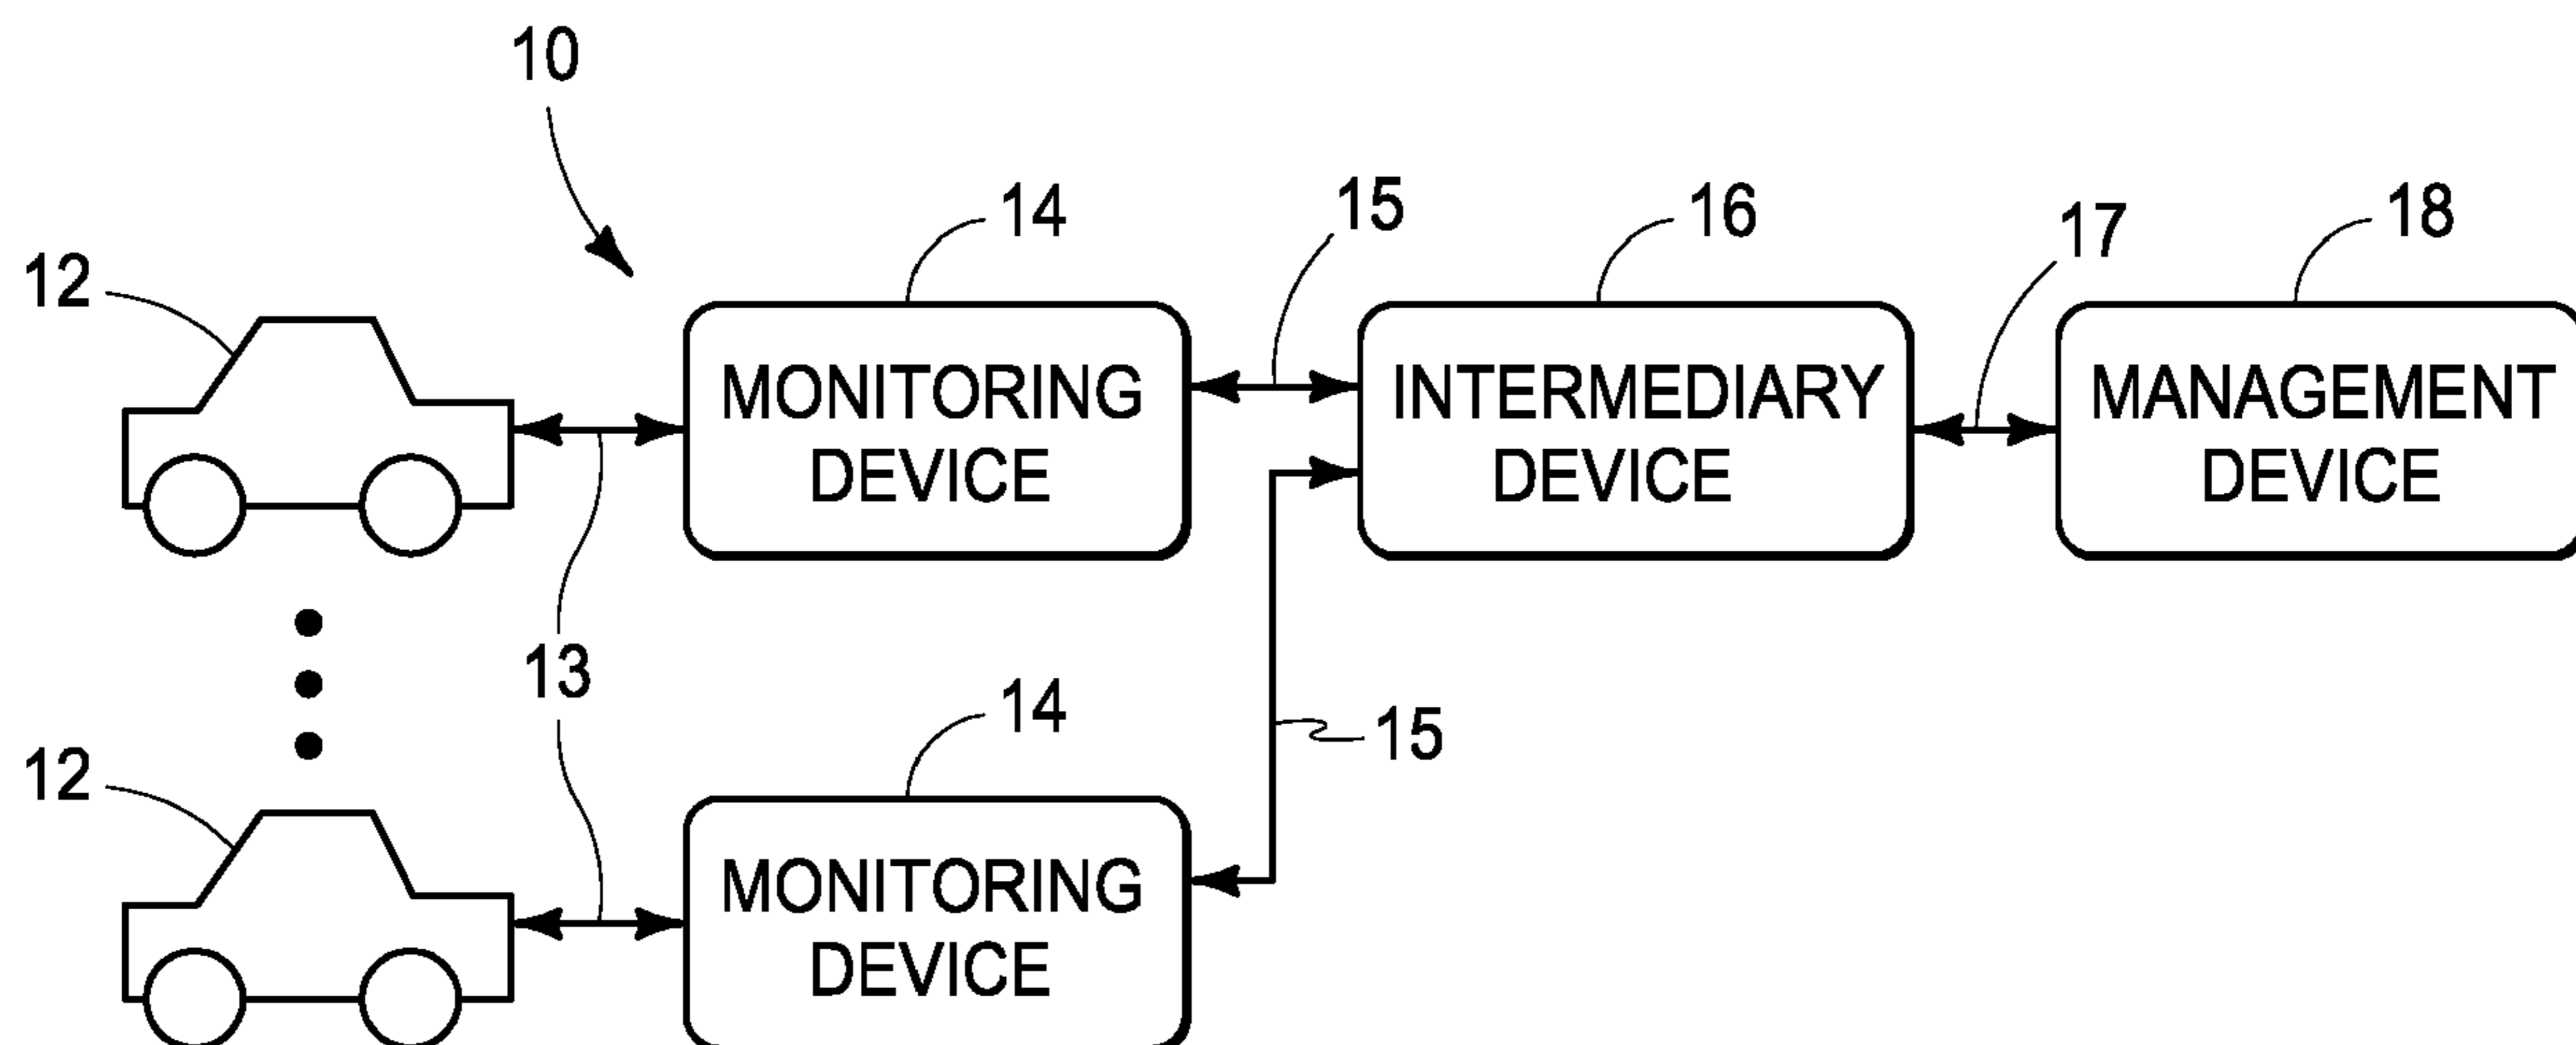 10
12
14
15
16
17
18
MONITORING
DEVICE
INTERMEDIARY
DEVICE
MANAGEMENT
DEVICE
13
12
14
15
MONITORING
DEVICE